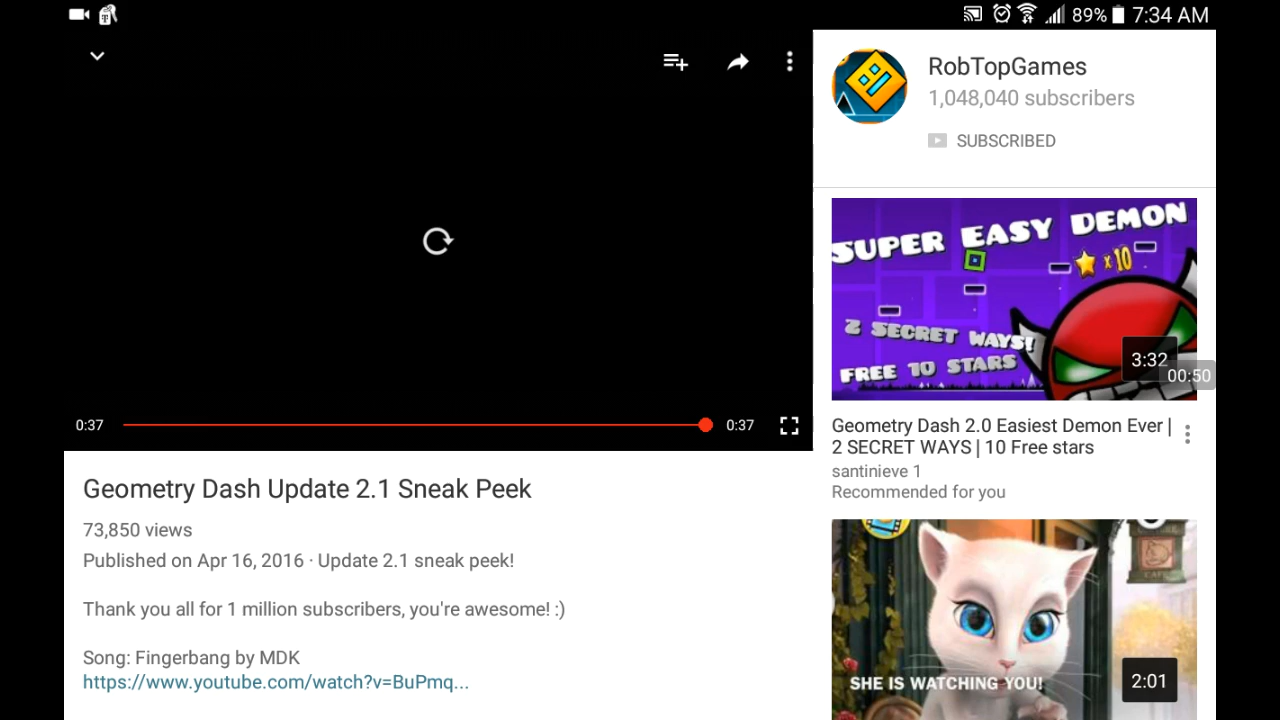 89% 7:34 AM
0:37
0:37
Geometry Dash Update 2.1 Sneak Peek
73,850 views
Published on Apr 16, 2016 · Update 2.1 sneak peek!
Thank you all for 1 million subscribers, you're awesome! :)
Song: Fingerbang by MDK
https://www.youtube.com/watch?v=BuPmq...
RobTopGames
1,048,040 subscribers
SUBSCRIBED
SUPER EASY DEMON
x10
2 SECRET WAYS!
FREE 10 STARS
3:32
00:50
Geometry Dash 2.0 Easiest Demon Ever |
2 SECRET WAYS | 10 Free stars
santinieve 1
Recommended for you
SHE IS WATCHING YOU!
2:01